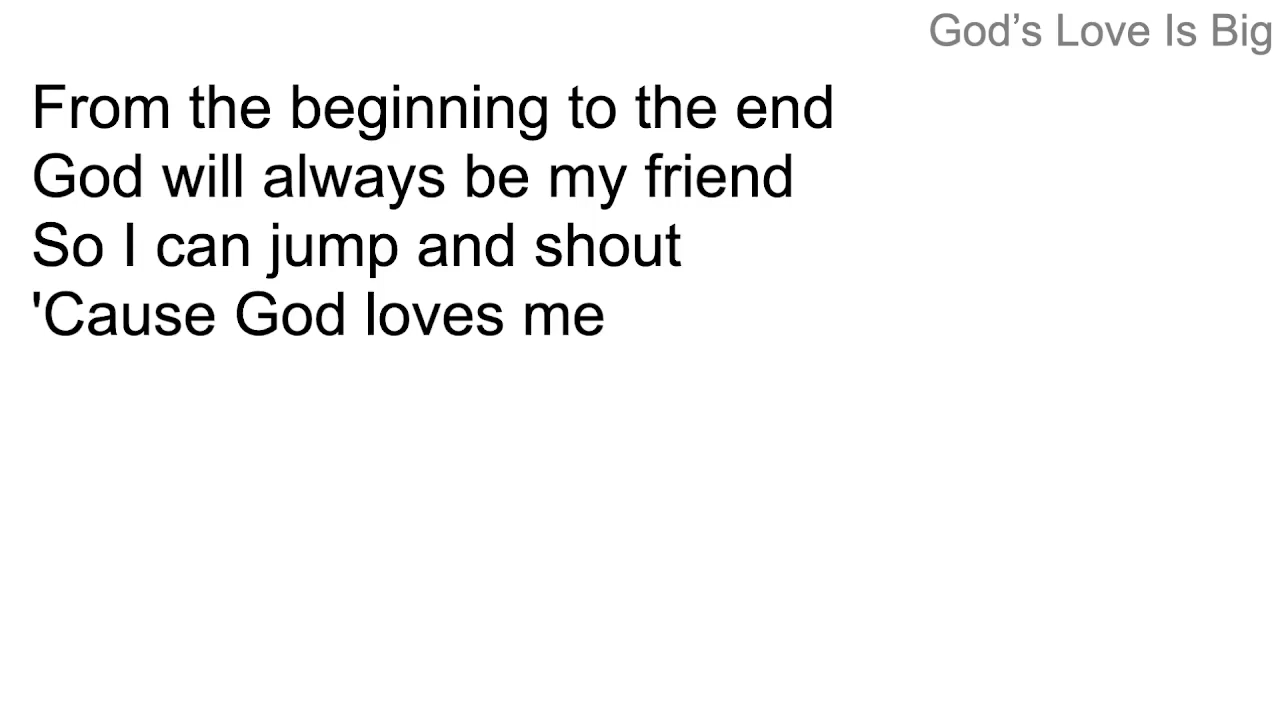 God’s Love Is Big
From the beginning to the end
God will always be my friend
So I can jump and shout
'Cause God loves me